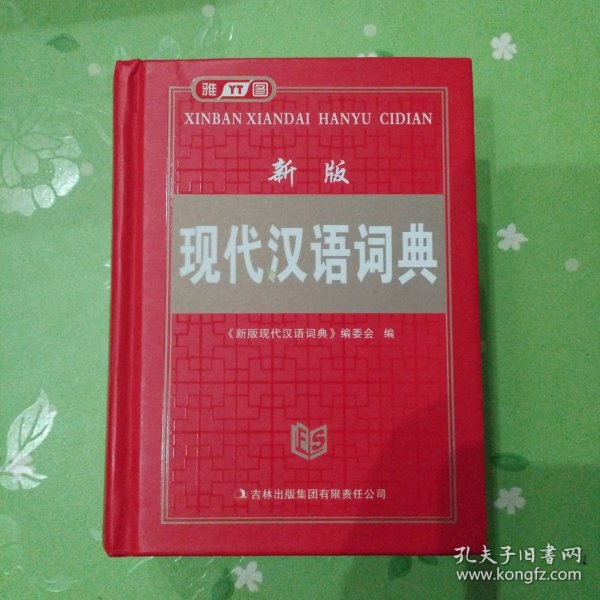 雅 YT 图
XINBAN XIANDAI HANYU CIDIAN
新版
现代汉语词典
《新版现代汉语词典》编委会 编
FS
吉林出版集团有限责任公司
孔夫子旧书网
www.kongfz.com